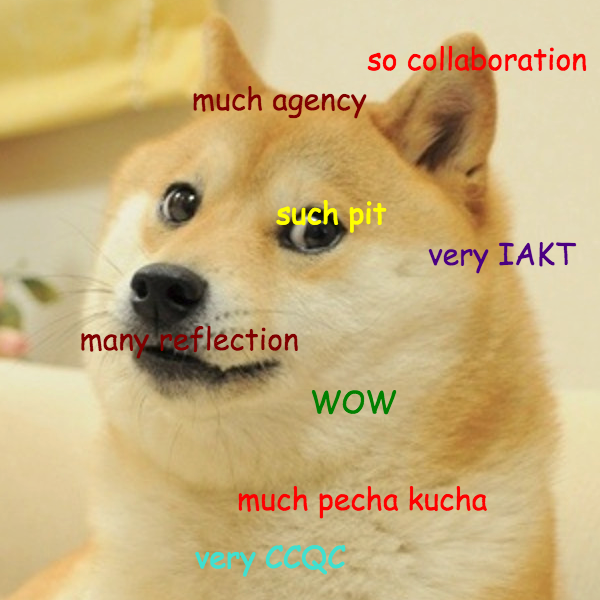 so collaboration
much agency
such pit
very IAKT
many reflection
WOW
much pecha kucha
very CCQC